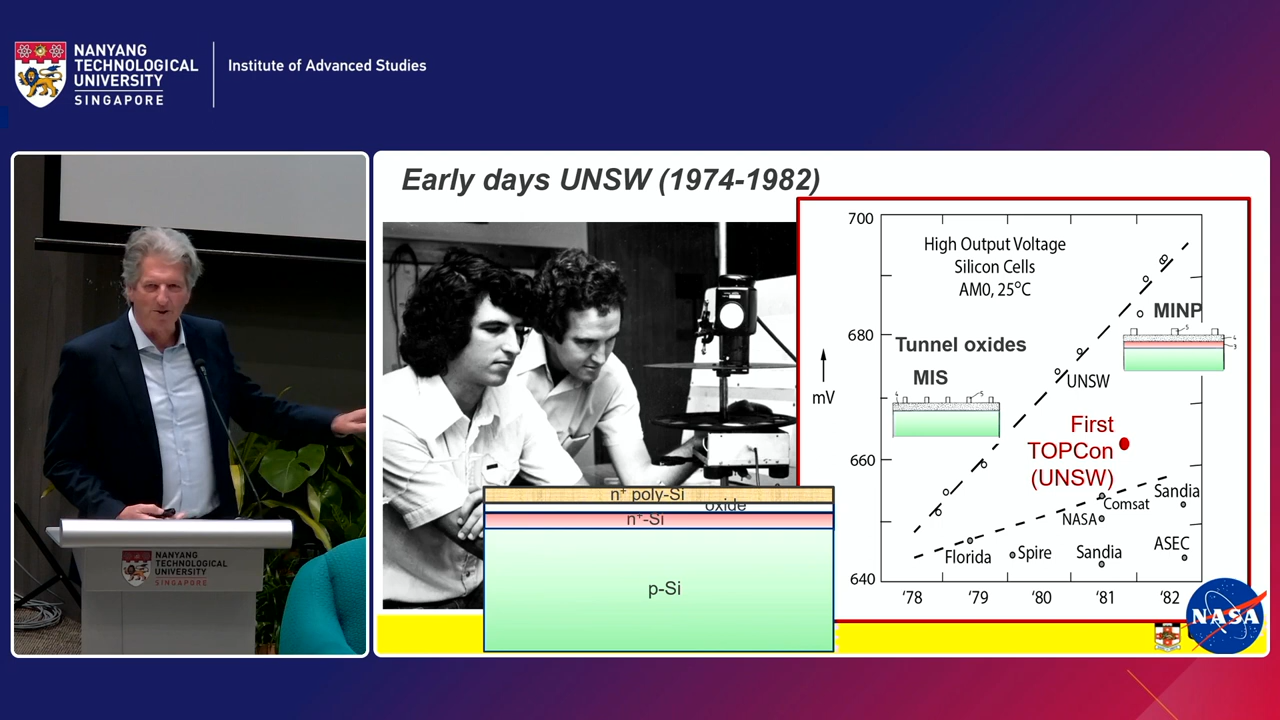 NANYANG
TECHNOLOGICAL
UNIVERSITY
SINGAPORE
Institute of Advanced Studies
NANYANG
TECHNOLOGICAL
UNIVERSITY
SINGAPORE
Early days UNSW (1974-1982)
700
680
660
640
mV
High Output Voltage
Silicon Cells
AM0, 25°C
MINP
Tunnel oxides
MIS
UNSW
First
TOPCon
(UNSW)
Sandia
Comsat
NASA
ASEC
Florida
Spire
Sandia
'78 '79 '80 '81 '82
n⁺ poly-Si
oxide
n⁺-Si
p-Si
NASA